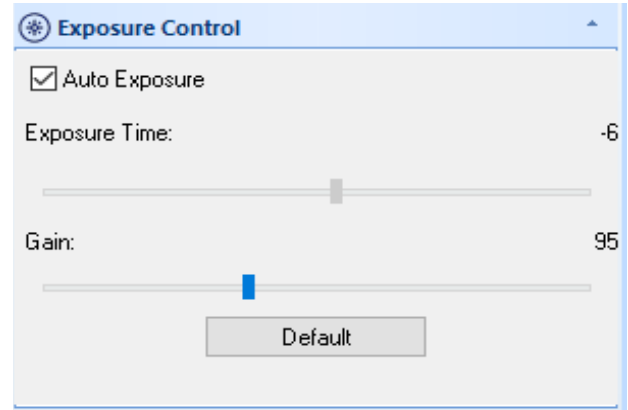 Exposure Control
Auto Exposure
Exposure Time: -6
Gain: 95
Default